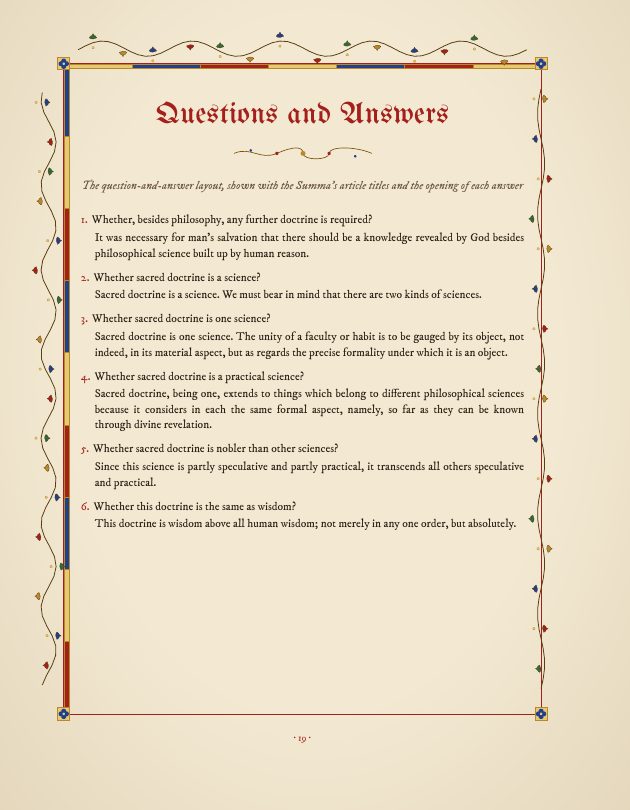 Questions and Answers
The question-and-answer layout, shown with the Summa's article titles and the opening of each answer
1. Whether, besides philosophy, any further doctrine is required?
It was necessary for man's salvation that there should be a knowledge revealed by God besides
philosophical science built up by human reason.
2. Whether sacred doctrine is a science?
Sacred doctrine is a science. We must bear in mind that there are two kinds of sciences.
3. Whether sacred doctrine is one science?
Sacred doctrine is one science. The unity of a faculty or habit is to be gauged by its object, not
indeed, in its material aspect, but as regards the precise formality under which it is an object.
4. Whether sacred doctrine is a practical science?
Sacred doctrine, being one, extends to things which belong to different philosophical sciences
because it considers in each the same formal aspect, namely, so far as they can be known
through divine revelation.
5. Whether sacred doctrine is nobler than other sciences?
Since this science is partly speculative and partly practical, it transcends all others speculative
and practical.
6. Whether this doctrine is the same as wisdom?
This doctrine is wisdom above all human wisdom; not merely in any one order, but absolutely.
· 19 ·